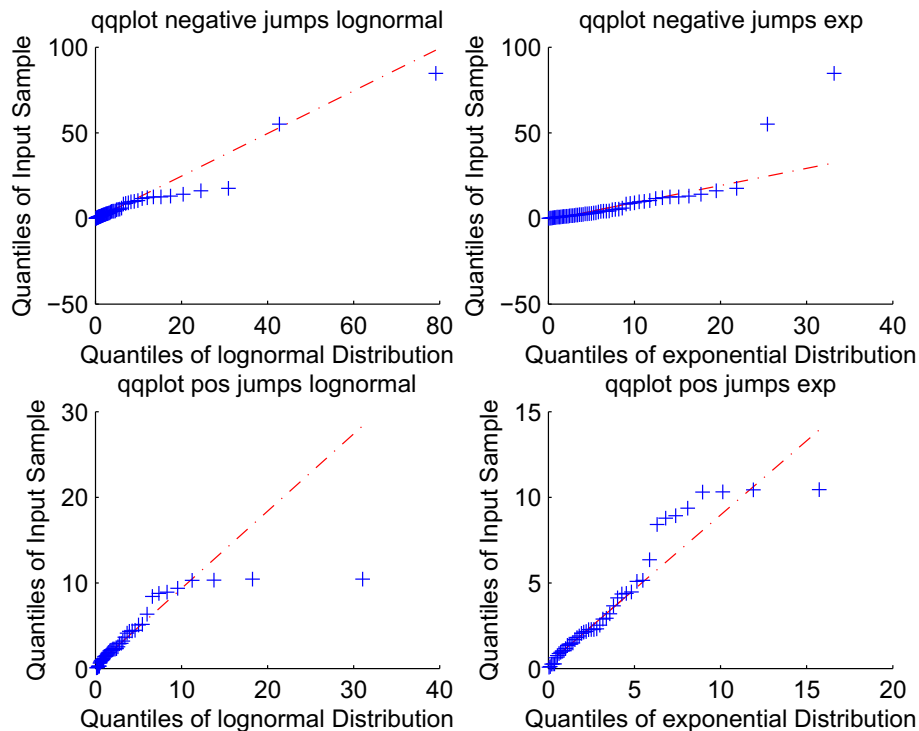 qqplot negative jumps lognormal
100
50
0
−50
Quantiles of Input Sample
0 20 40 60 80
Quantiles of lognormal Distribution
qqplot negative jumps exp
100
50
0
−50
Quantiles of Input Sample
0 10 20 30 40
Quantiles of exponential Distribution
qqplot pos jumps lognormal
30
20
10
0
Quantiles of Input Sample
0 10 20 30 40
Quantiles of lognormal Distribution
qqplot pos jumps exp
15
10
5
0
Quantiles of Input Sample
0 5 10 15 20
Quantiles of exponential Distribution